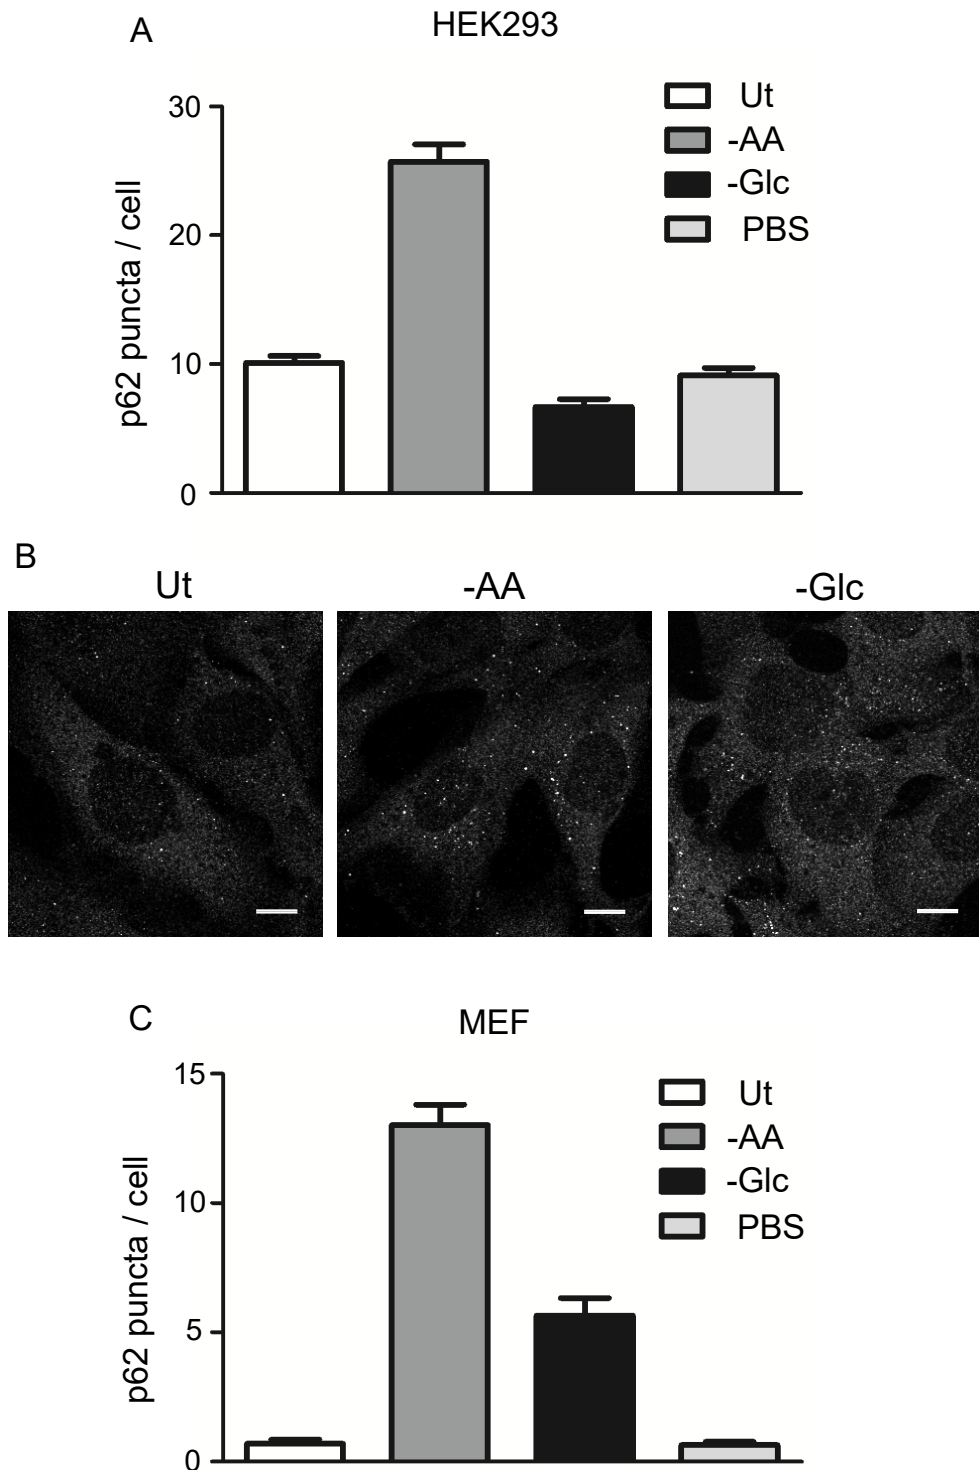 A
HEK293
p62 puncta / cell
30
20
10
0
Ut
-AA
-Glc
PBS
B
Ut
-AA
-Glc
C
MEF
p62 puncta / cell
15
10
5
0
Ut
-AA
-Glc
PBS